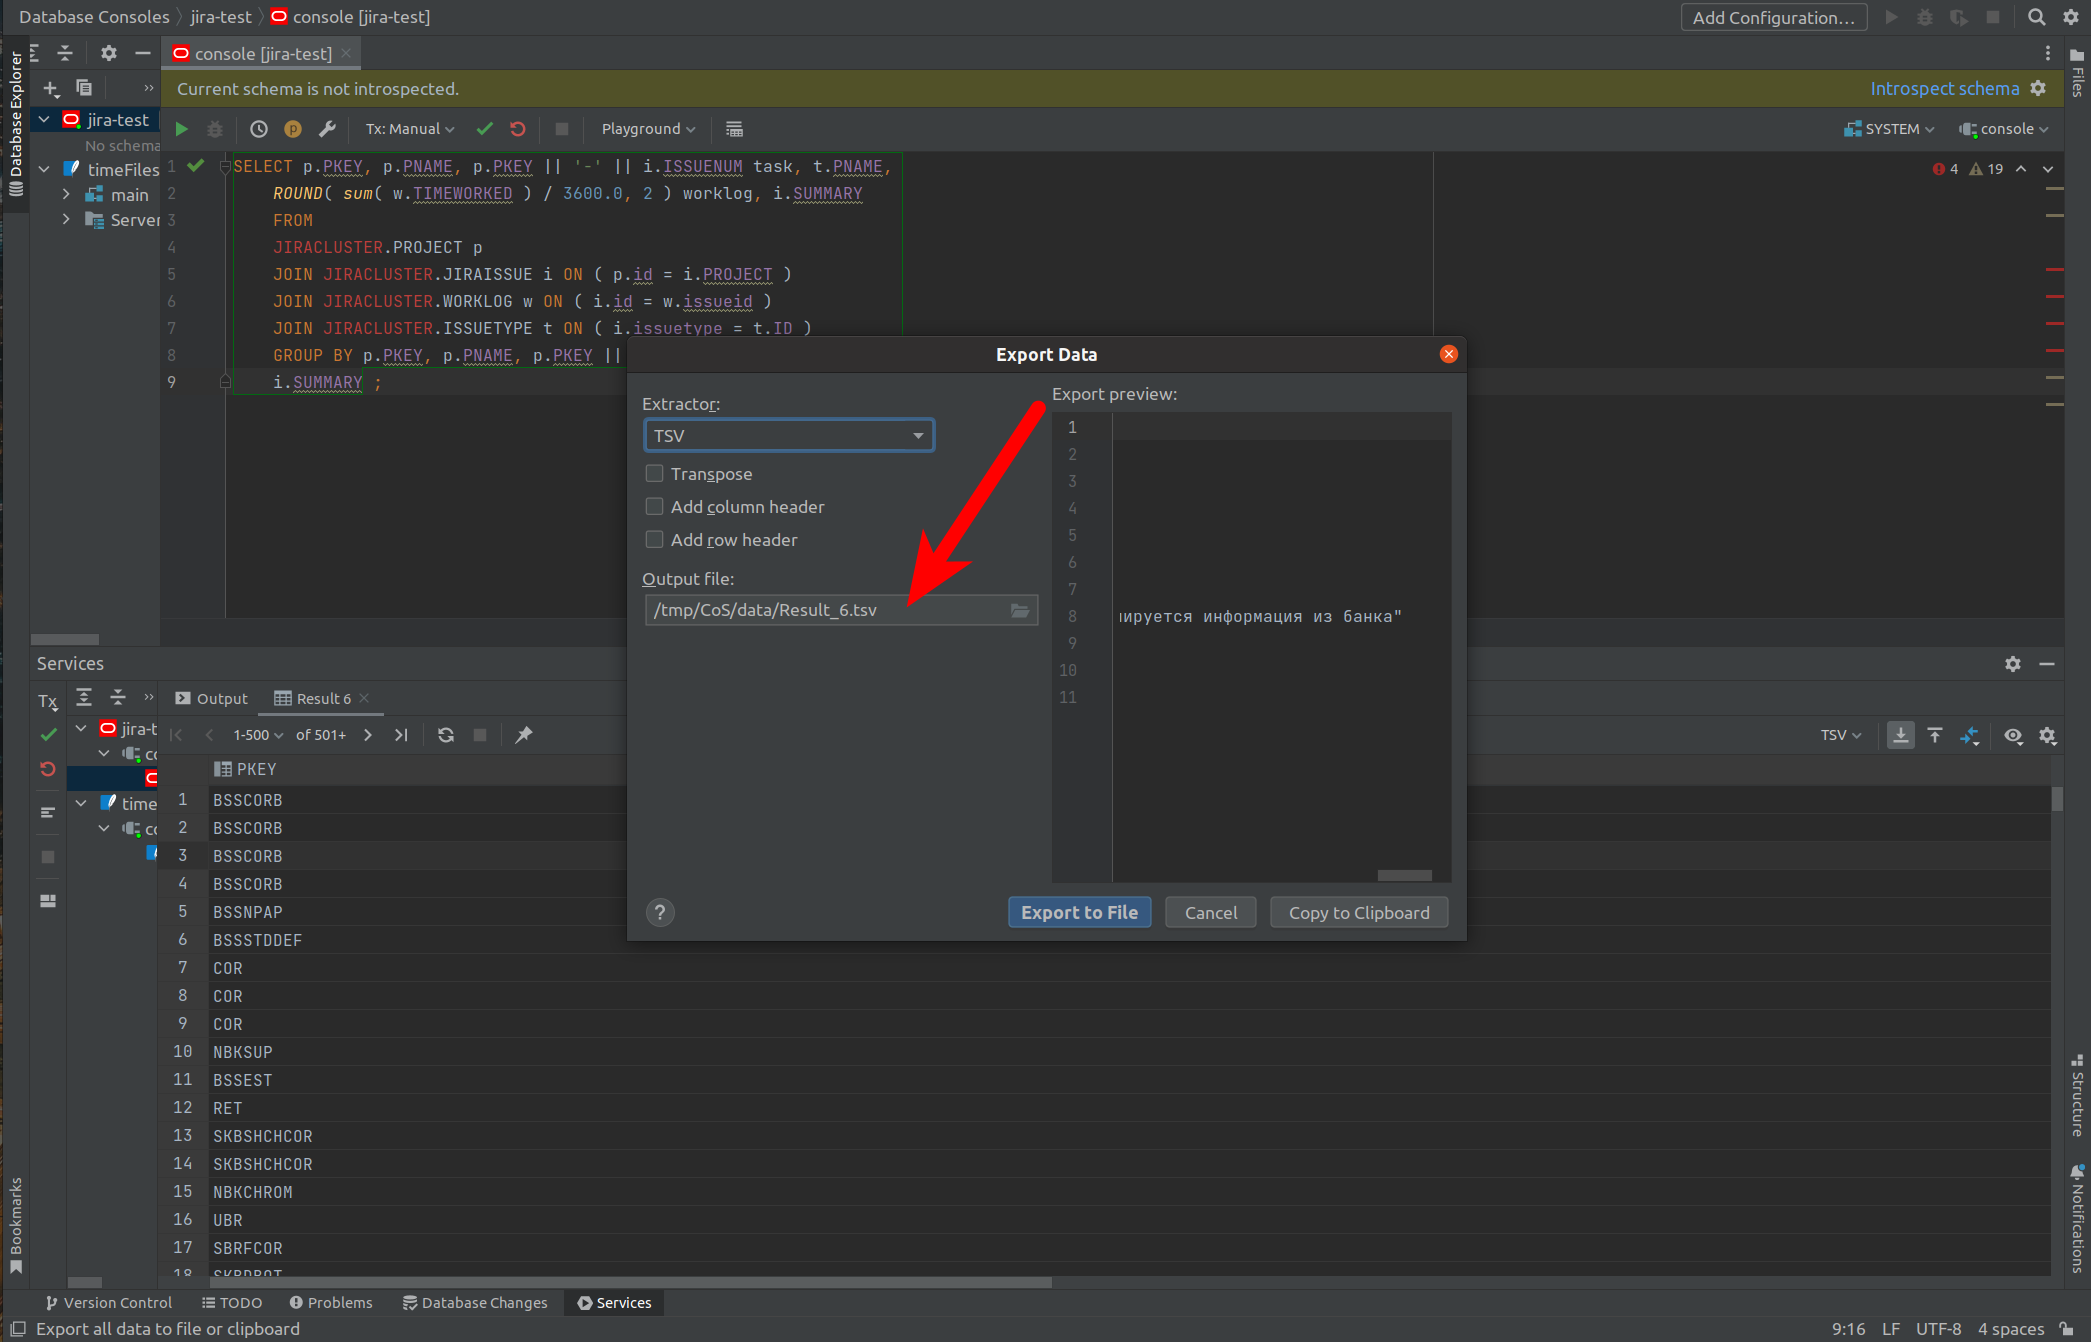 Database Consoles jira-test console [jira-test] Add Configuration...
console [jira-test]
Current schema is not introspected. Introspect schema
Tx: Manual Playground SYSTEM console
Database Explorer
jira-test
No schema
timeFiles
main
Server
4 19
1 SELECT p.PKEY, p.PNAME, p.PKEY || '-' || i.ISSUENUM task, t.PNAME,
2 ROUND( sum( w.TIMEWORKED ) / 3600.0, 2 ) worklog, i.SUMMARY
3 FROM
4 JIRACLUSTER.PROJECT p
5 JOIN JIRACLUSTER.JIRAISSUE i ON ( p.id = i.PROJECT )
6 JOIN JIRACLUSTER.WORKLOG w ON ( i.id = w.issueid )
7 JOIN JIRACLUSTER.ISSUETYPE t ON ( i.issuetype = t.ID )
8 GROUP BY p.PKEY, p.PNAME, p.PKEY ||
9 i.SUMMARY ;
Files
Export Data
Extractor:
TSV
Transpose
Add column header
Add row header
Output file:
/tmp/CoS/data/Result_6.tsv
Export preview:
1
2
3
4
5
6
7
8 ируется информация из банка"
9
10
11
? Export to File Cancel Copy to Clipboard
Services
Tx
jira-t
co
time
co
Output Result 6
1-500 of 501+ TSV
PKEY
1 BSSCORB
2 BSSCORB
3 BSSCORB
4 BSSCORB
5 BSSNPAP
6 BSSSTDDEF
7 COR
8 COR
9 COR
10 NBKSUP
11 BSSEST
12 RET
13 SKBSHCHCOR
14 SKBSHCHCOR
15 NBKCHROM
16 UBR
17 SBRFCOR
18 SKBDBOT
Bookmarks
Structure
Notifications
Version Control TODO Problems Database Changes Services
Export all data to file or clipboard 9:16 LF UTF-8 4 spaces